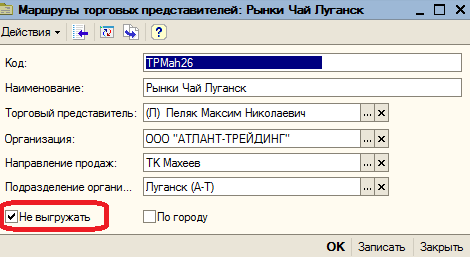 Маршруты торговых представителей: Рынки Чай Луганск
Действия
Код: TPMah26
Наименование: Рынки Чай Луганск
Торговый представитель: (Л) Пеляк Максим Николаевич ... ×
Организация: ООО "АТЛАНТ-ТРЕЙДИНГ" ... ×
Направление продаж: ТК Махеев ... ×
Подразделение органи... Луганск (А-Т) ... ×
Не выгружать По городу
OK Записать Закрыть